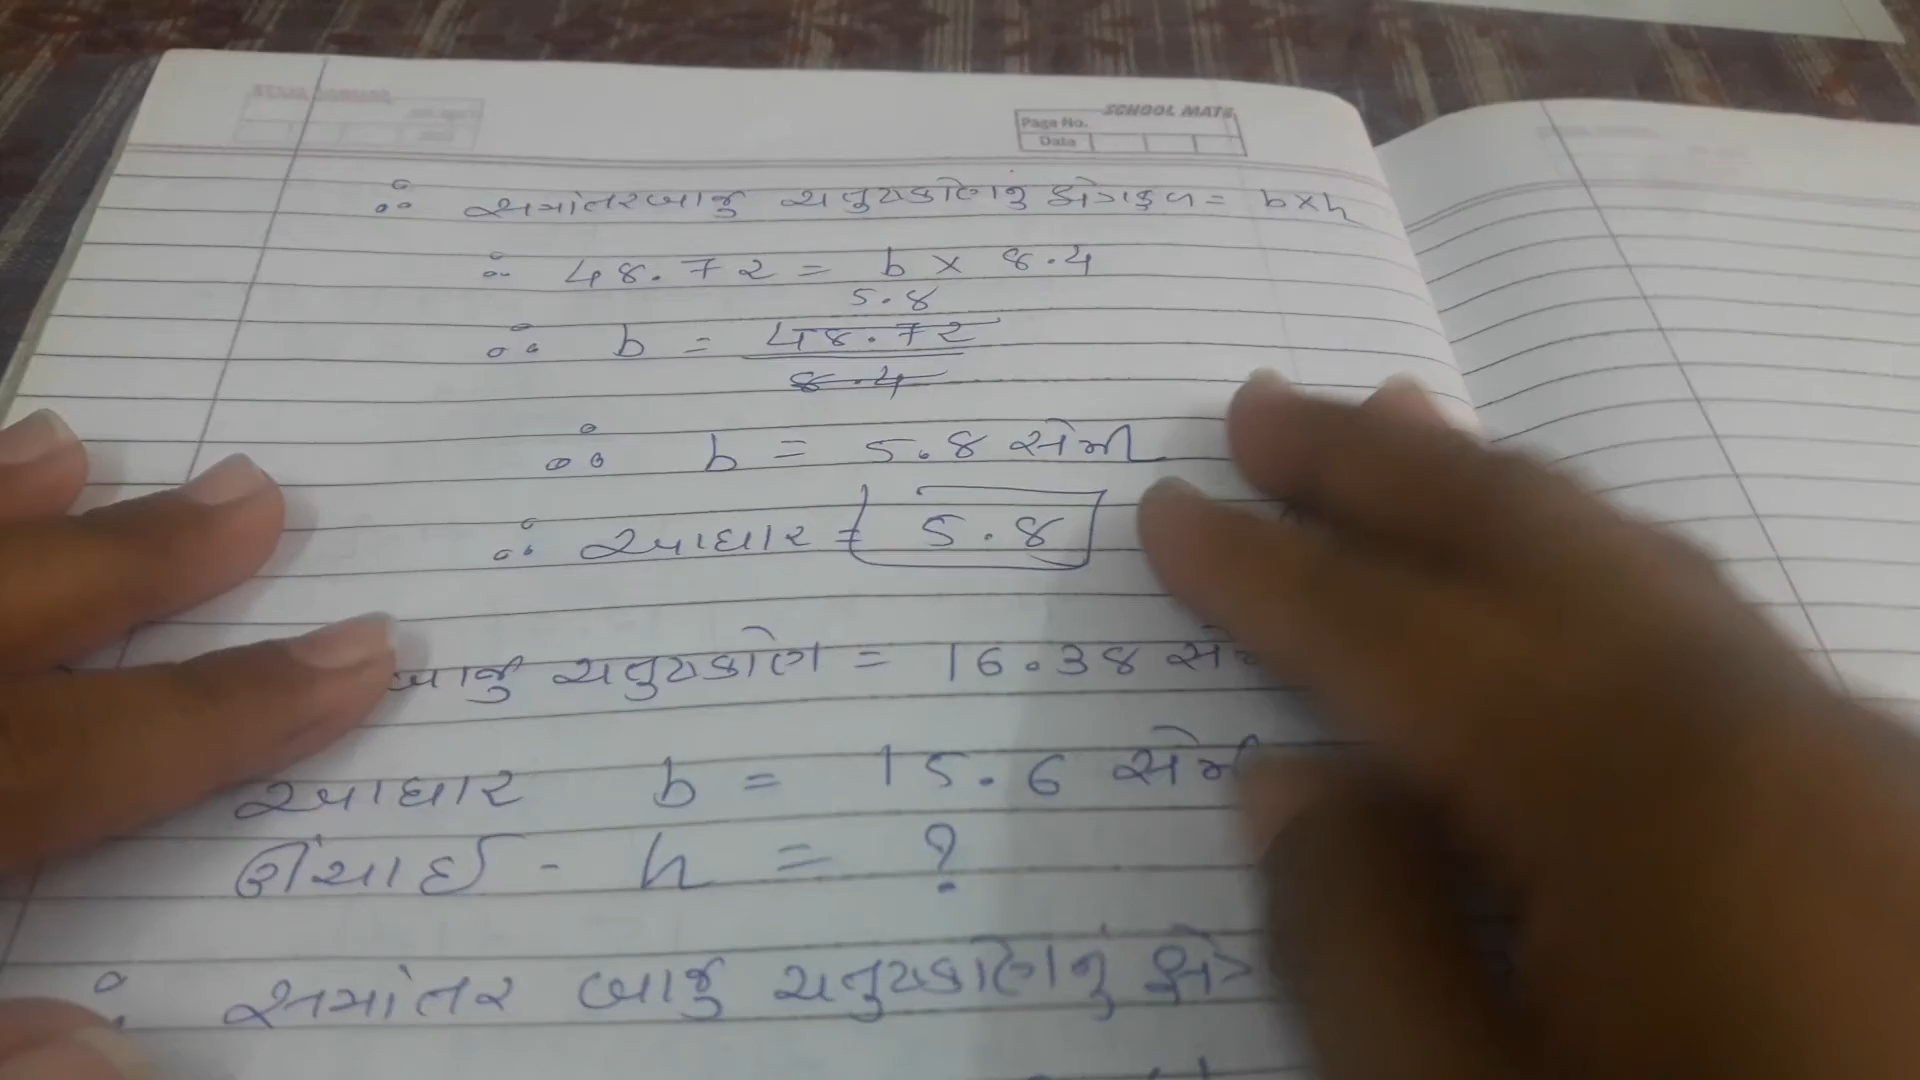 SCHOOL MATE
Page No.
Date
∴ સમાંતરબાજુ ચતુષ્કોણનું ક્ષેત્રફળ = b×h
∴ 48.72 = b × 8.4
5.8
∴ b = 48.72
8.4
∴ b = 5.8 સેમી
∴ આધાર = 5.8
બાજુ ચતુષ્કોણ = 16.38
આધાર b = 15.6 સેમી
ઊંચાઈ - h = ?
∴ સમાંતર બાજુ ચતુષ્કોણનું